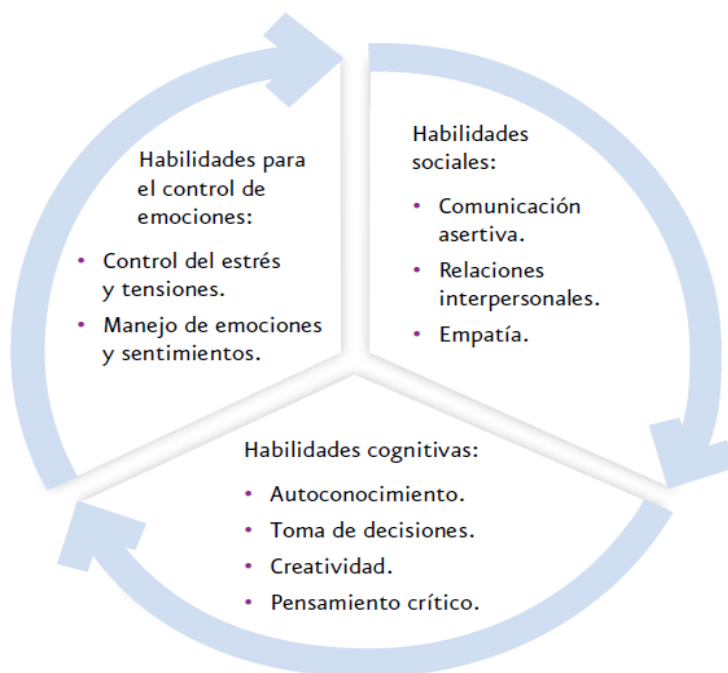 Habilidades para
el control de
emociones:
• Control del estrés
y tensiones.
• Manejo de emociones
y sentimientos.
Habilidades
sociales:
• Comunicación
asertiva.
• Relaciones
interpersonales.
• Empatía.
Habilidades cognitivas:
• Autoconocimiento.
• Toma de decisiones.
• Creatividad.
• Pensamiento crítico.